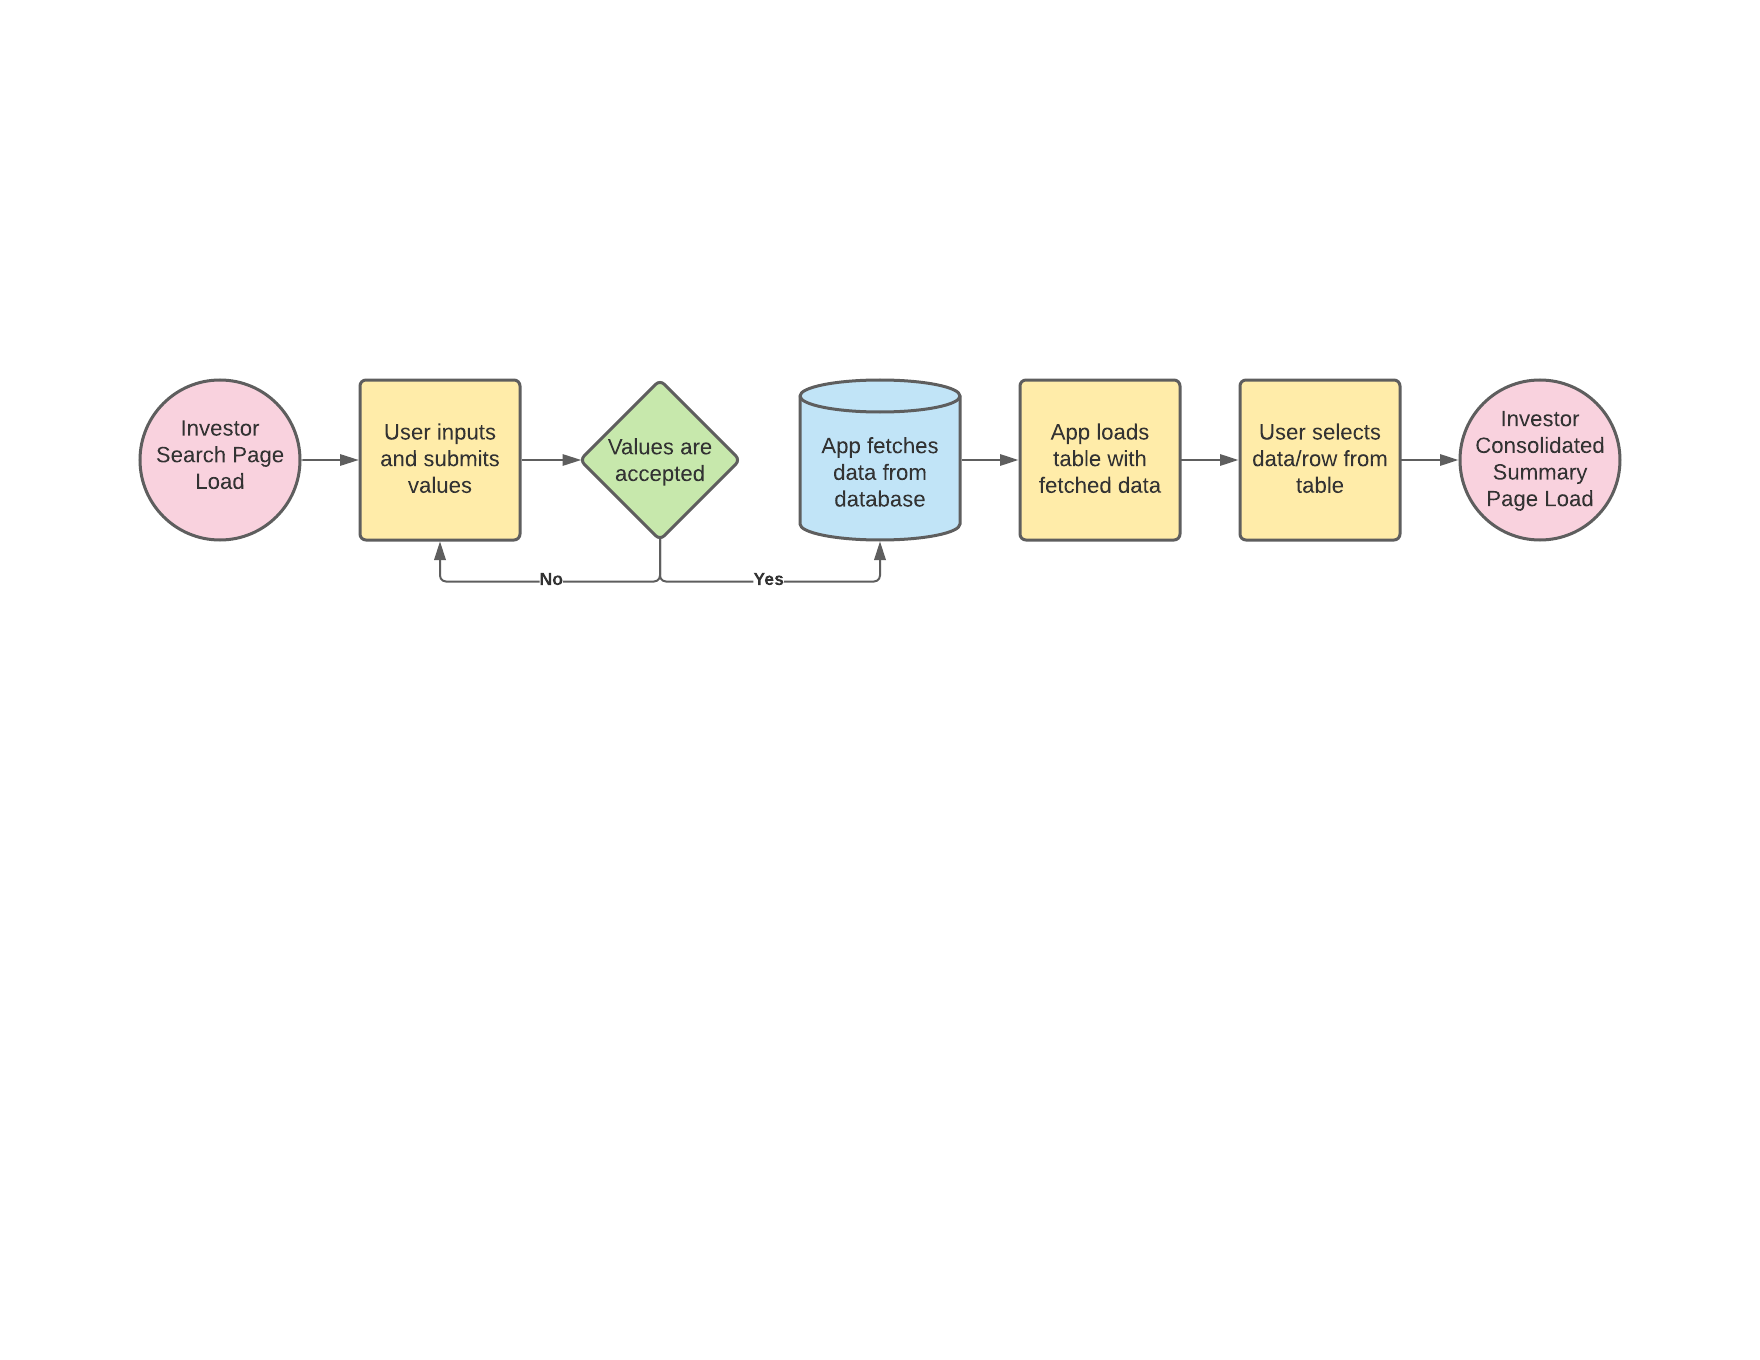 Investor
Search Page
Load
User inputs
and submits
values
Values are
accepted
No
Yes
App fetches
data from
database
App loads
table with
fetched data
User selects
data/row from
table
Investor
Consolidated
Summary
Page Load